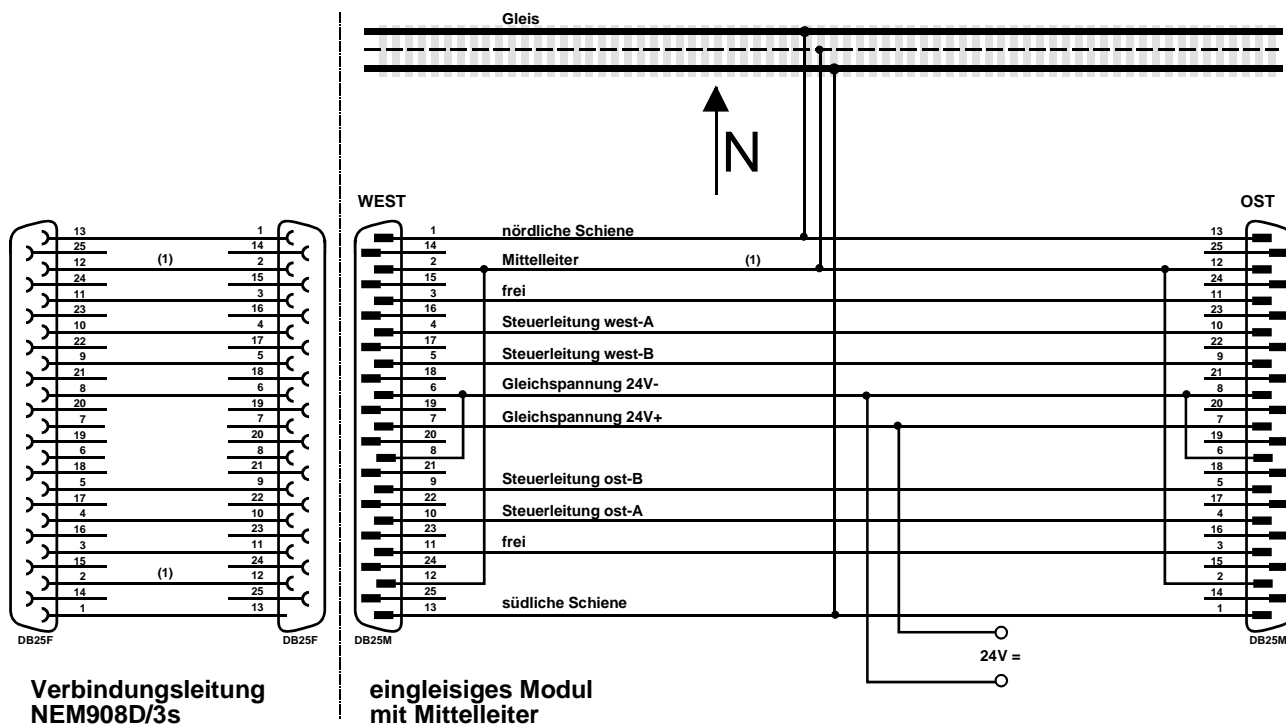 Gleis
N
WEST
OST
13 1
25 14
12 (1) 2
24 15
11 3
23 16
10 4
22 17
9 5
21 18
8 6
20 19
7 7
19 20
6 8
18 21
5 9
17 22
4 10
16 23
3 11
15 24
2 (1) 12
14 25
1 13
DB25F DB25F
1 nördliche Schiene 13
14 25
2 Mittelleiter (1) 12
15 24
3 frei 11
16 23
4 Steuerleitung west-A 10
17 22
5 Steuerleitung west-B 9
18 21
6 Gleichspannung 24V- 8
19 20
7 Gleichspannung 24V+ 7
20 19
8 6
21 18
9 Steuerleitung ost-B 5
22 17
10 Steuerleitung ost-A 4
23 16
11 frei 3
24 15
12 2
25 14
13 südliche Schiene 1
DB25M DB25M
24V =
Verbindungsleitung
NEM908D/3s
eingleisiges Modul
mit Mittelleiter